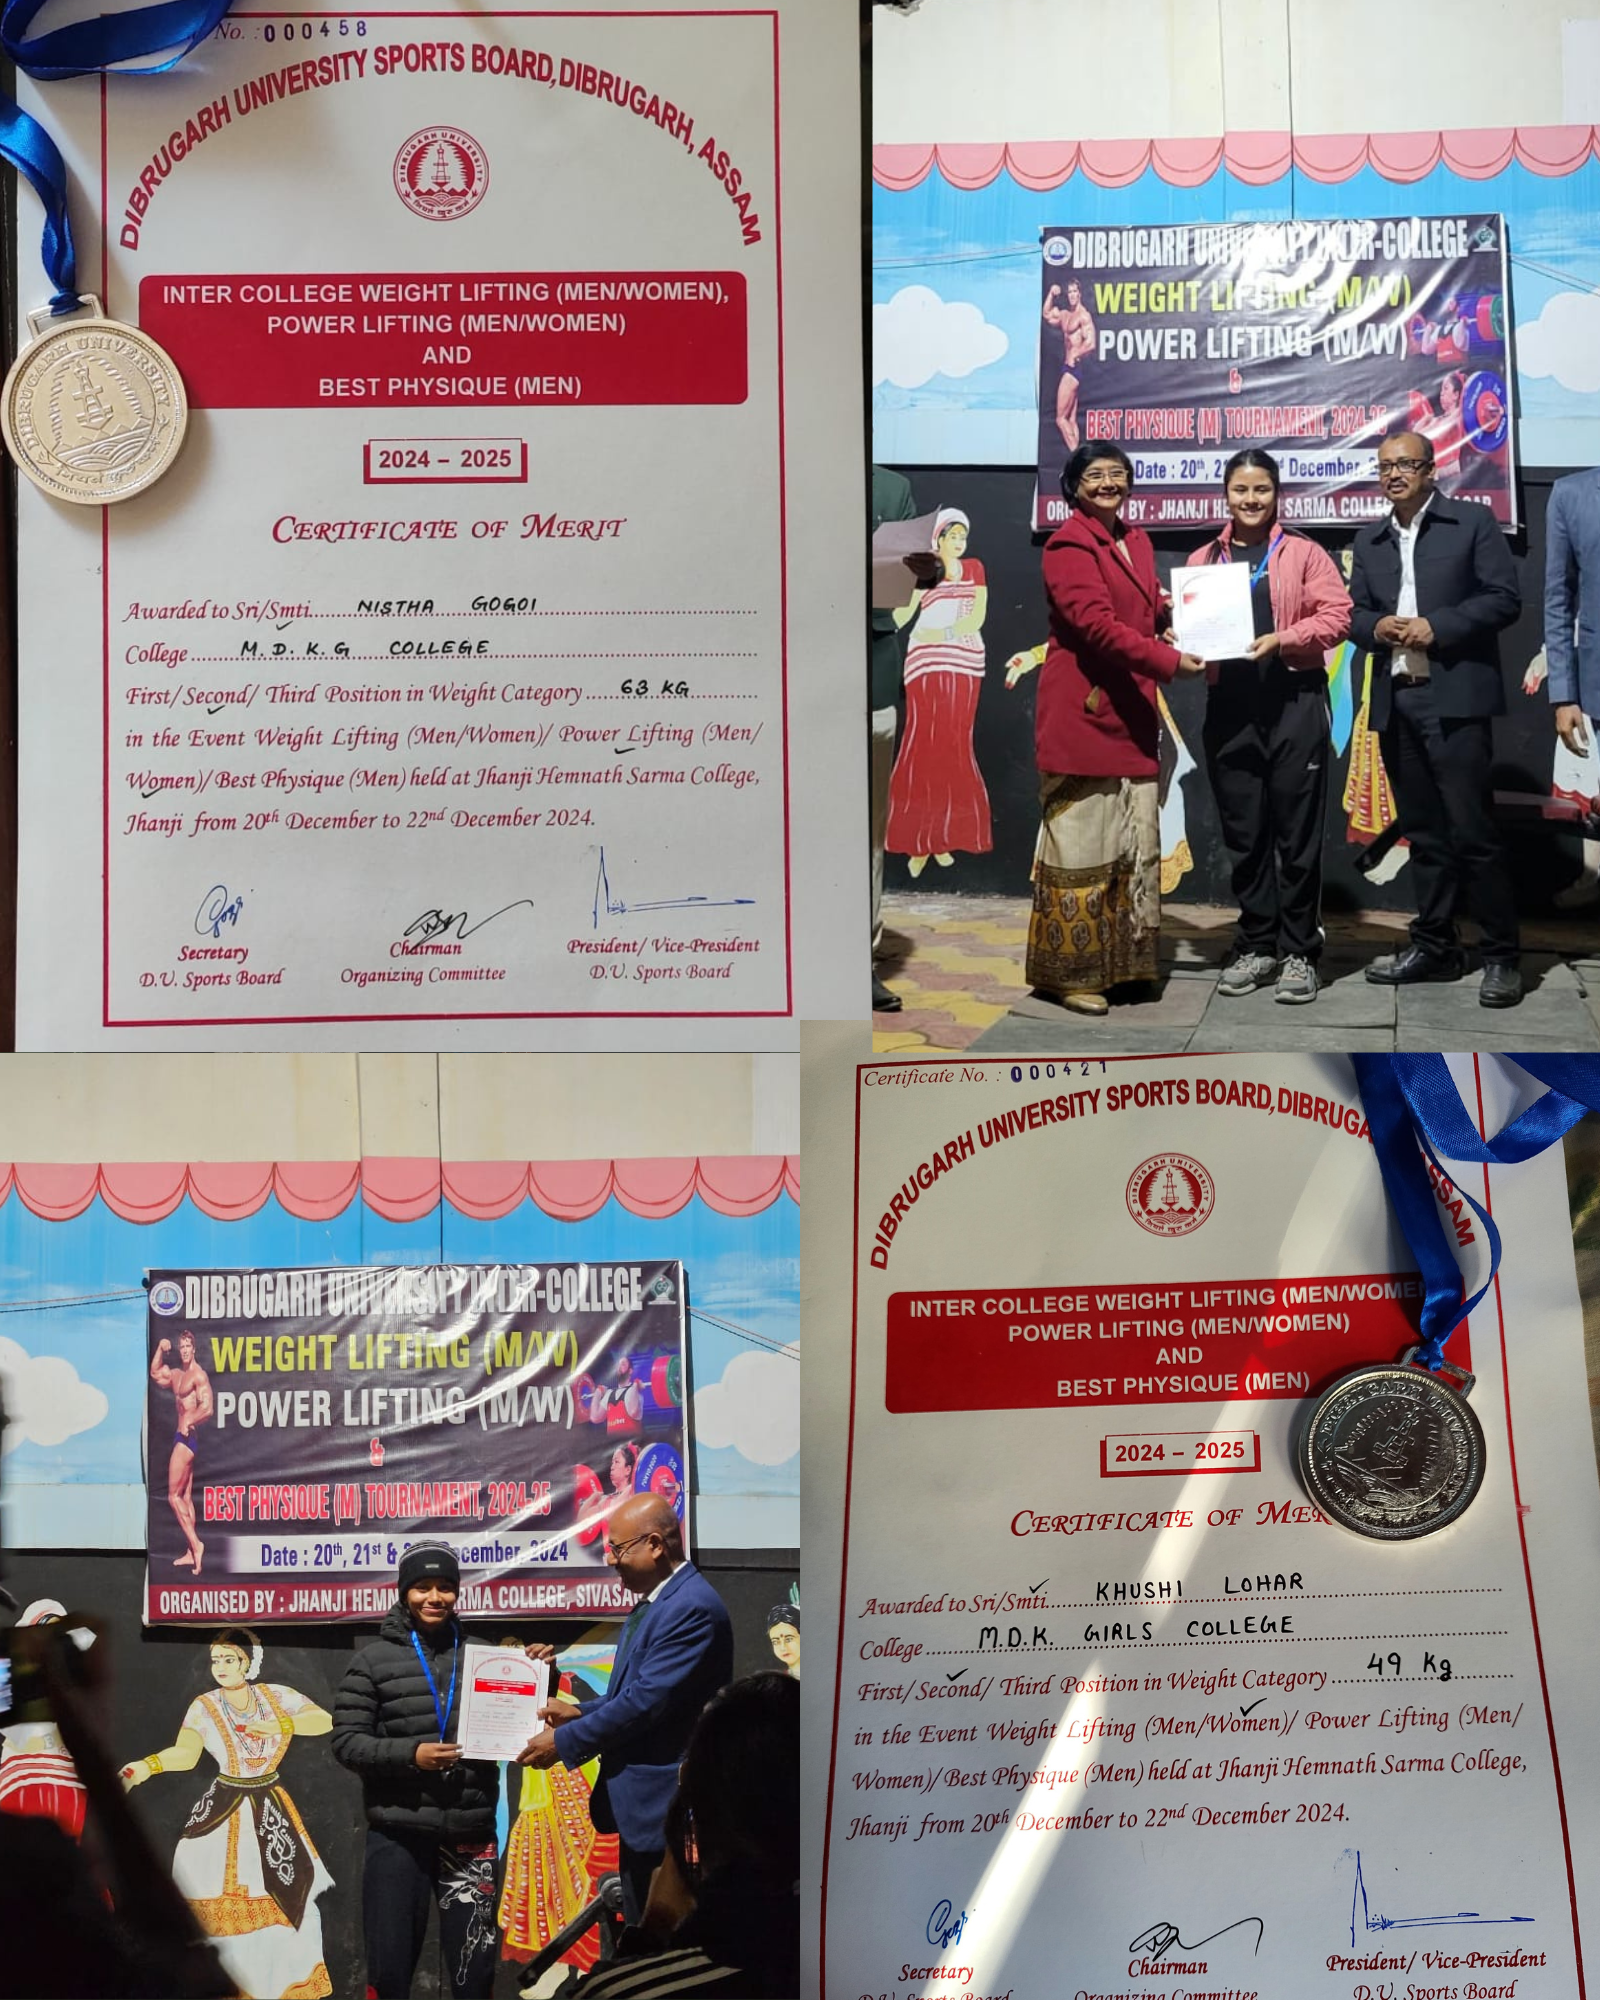 No. : 000458
DIBRUGARH UNIVERSITY SPORTS BOARD, DIBRUGARH, ASSAM
DIBRUGARH UNIVERSITY
INTER COLLEGE WEIGHT LIFTING (MEN/WOMEN),
POWER LIFTING (MEN/WOMEN)
AND
BEST PHYSIQUE (MEN)
2024 – 2025
CERTIFICATE OF MERIT
Awarded to Sri/Smti. NISTHA GOGOI
College M. D. K. G COLLEGE
First/ Second/ Third Position in Weight Category 63 KG
in the Event Weight Lifting (Men/Women)/ Power Lifting (Men/
Women)/ Best Physique (Men) held at Jhanji Hemnath Sarma College,
Jhanji from 20th December to 22nd December 2024.
Secretary
D.U. Sports Board
Chairman
Organizing Committee
President/ Vice-President
D.U. Sports Board
DIBRUGARH UNIVERSITY
DIBRUGARH UNIVERSITY INTER-COLLEGE
WEIGHT LIFTING (M/W)
POWER LIFTING (M/W)
&
BEST PHYSIQUE (M) TOURNAMENT, 2024-25
Date : 20th, December,
BY : JHANJI SARMA
DIBRUGARH UNIVERSITY INTER-COLLEGE
WEIGHT LIFTING (M/W)
POWER LIFTING (M/W)
&
BEST PHYSIQUE (M) TOURNAMENT, 2024-25
Date : 20th, 21st & 2024
ORGANISED BY : JHANJI COLLEGE,
Certificate No. : 000421
DIBRUGARH UNIVERSITY SPORTS BOARD,
DIBRUGARH UNIVERSITY
INTER COLLEGE WEIGHT LIFTING
POWER LIFTING (MEN/WOMEN)
AND
BEST PHYSIQUE (MEN)
2024 – 2025
CERTIFICATE OF
Awarded to Sri/Smti. KHUSHI LOHAR
College M.D.K. GIRLS COLLEGE
First/ Second/ Third Position in Weight Category 49 Kg
in the Event Weight Lifting (Men/Women)/ Power Lifting (Men/
Women)/ Best Physique (Men) held at Jhanji Hemnath Sarma College,
Jhanji from 20th December to 22nd December 2024.
Secretary
D.U. Sports Board
Chairman
Organizing Committee
President/ Vice-President
D.U. Sports Board